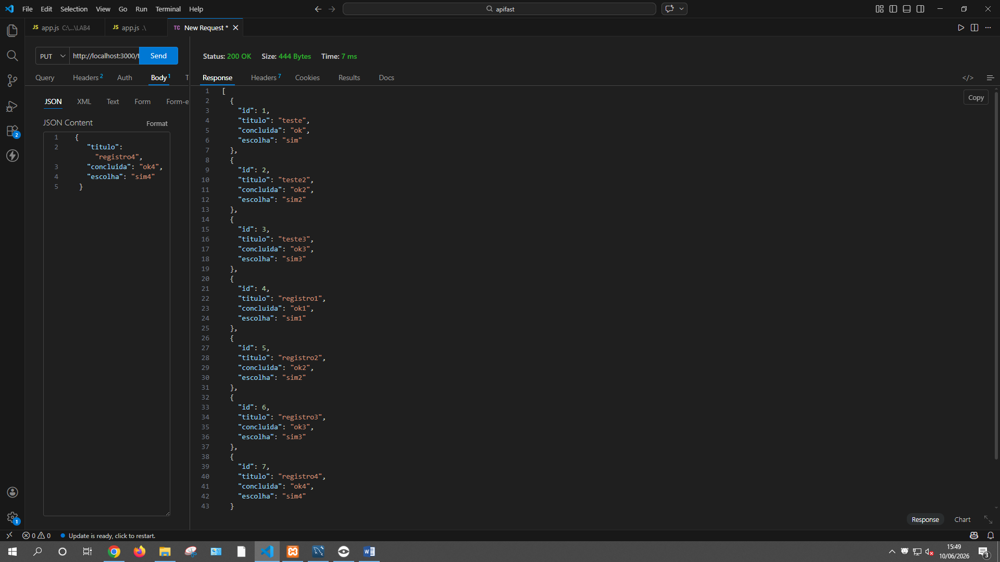 File Edit Selection View Go Run Terminal Help
apifast
JS app.js C:\...\LAB4
JS app.js .\
TC New Request *
PUT http://localhost:3000/t Send
Query Headers 2 Auth Body 1 T
JSON XML Text Form Form-e
JSON Content Format
1 {
2 "titulo":
"registro4",
3 "concluida": "ok4",
4 "escolha": "sim4"
5 }
Status: 200 OK Size: 444 Bytes Time: 7 ms
Response Headers 7 Cookies Results Docs </>
Copy
1 [
2 {
3 "id": 1,
4 "titulo": "teste",
5 "concluida": "ok",
6 "escolha": "sim"
7 },
8 {
9 "id": 2,
10 "titulo": "teste2",
11 "concluida": "ok2",
12 "escolha": "sim2"
13 },
14 {
15 "id": 3,
16 "titulo": "teste3",
17 "concluida": "ok3",
18 "escolha": "sim3"
19 },
20 {
21 "id": 4,
22 "titulo": "registro1",
23 "concluida": "ok1",
24 "escolha": "sim1"
25 },
26 {
27 "id": 5,
28 "titulo": "registro2",
29 "concluida": "ok2",
30 "escolha": "sim2"
31 },
32 {
33 "id": 6,
34 "titulo": "registro3",
35 "concluida": "ok3",
36 "escolha": "sim3"
37 },
38 {
39 "id": 7,
40 "titulo": "registro4",
41 "concluida": "ok4",
42 "escolha": "sim4"
43 }
Response Chart
2
1
0 0 Update is ready, click to restart.
15:49
10/06/2026
3